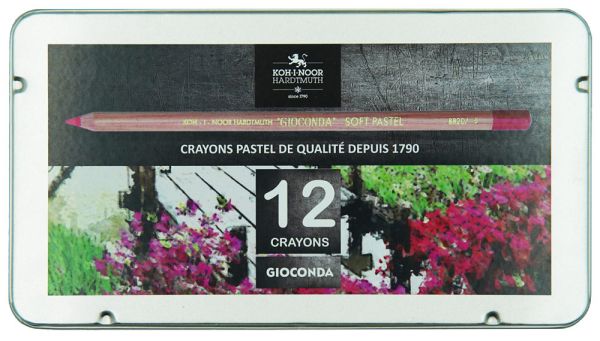 KOH-I-NOOR
HARDTMUTH
since 1790
KOH - I - NOOR HARDTMUTH "GIOCONDA" SOFT PASTEL 8820/
CRAYONS PASTEL DE QUALITÉ DEPUIS 1790
12
CRAYONS
GIOCONDA